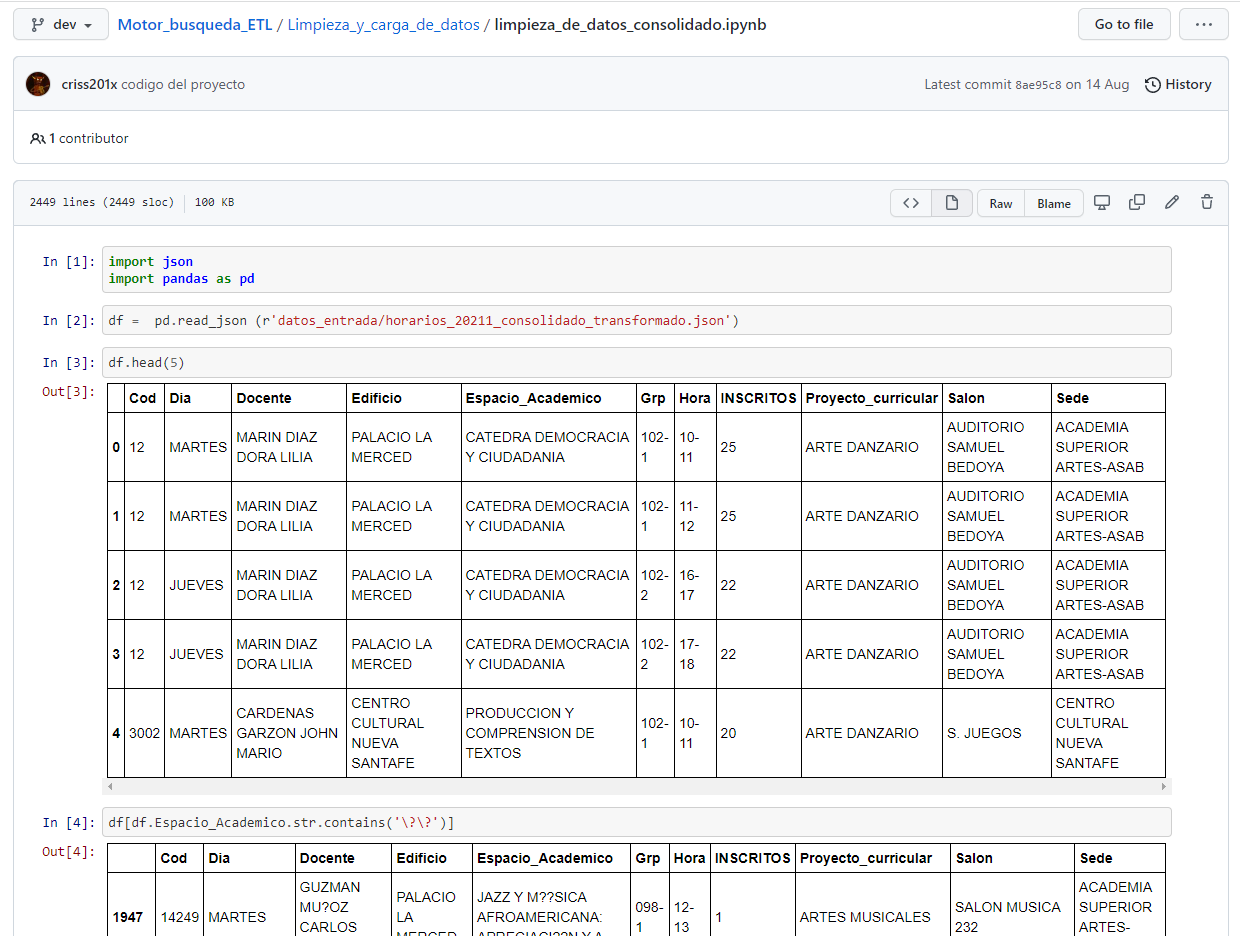 dev Motor_busqueda_ETL / Limpieza_y_carga_de_datos / limpieza_de_datos_consolidado.ipynb Go to file ...
criss201x codigo del proyecto Latest commit 8ae95c8 on 14 Aug History
1 contributor
2449 lines (2449 sloc) 100 KB <> Raw Blame
In [1]: import json
import pandas as pd
In [2]: df =  pd.read_json (r'datos_entrada/horarios_20211_consolidado_transformado.json')
In [3]: df.head(5)
Out[3]:
Cod Dia Docente Edificio Espacio_Academico Grp Hora INSCRITOS Proyecto_curricular Salon Sede
0 12 MARTES MARIN DIAZ DORA LILIA PALACIO LA MERCED CATEDRA DEMOCRACIA Y CIUDADANIA 102-1 10-11 25 ARTE DANZARIO AUDITORIO SAMUEL BEDOYA ACADEMIA SUPERIOR ARTES-ASAB
1 12 MARTES MARIN DIAZ DORA LILIA PALACIO LA MERCED CATEDRA DEMOCRACIA Y CIUDADANIA 102-1 11-12 25 ARTE DANZARIO AUDITORIO SAMUEL BEDOYA ACADEMIA SUPERIOR ARTES-ASAB
2 12 JUEVES MARIN DIAZ DORA LILIA PALACIO LA MERCED CATEDRA DEMOCRACIA Y CIUDADANIA 102-2 16-17 22 ARTE DANZARIO AUDITORIO SAMUEL BEDOYA ACADEMIA SUPERIOR ARTES-ASAB
3 12 JUEVES MARIN DIAZ DORA LILIA PALACIO LA MERCED CATEDRA DEMOCRACIA Y CIUDADANIA 102-2 17-18 22 ARTE DANZARIO AUDITORIO SAMUEL BEDOYA ACADEMIA SUPERIOR ARTES-ASAB
4 3002 MARTES CARDENAS GARZON JOHN MARIO CENTRO CULTURAL NUEVA SANTAFE PRODUCCION Y COMPRENSION DE TEXTOS 102-1 10-11 20 ARTE DANZARIO S. JUEGOS CENTRO CULTURAL NUEVA SANTAFE
In [4]: df[df.Espacio_Academico.str.contains('\?\?')]
Out[4]:
Cod Dia Docente Edificio Espacio_Academico Grp Hora INSCRITOS Proyecto_curricular Salon Sede
1947 14249 MARTES GUZMAN MU?OZ CARLOS PALACIO LA MERCED JAZZ Y M??SICA AFROAMERICANA: APRECIACI??N Y A 098-1 12-13 1 ARTES MUSICALES SALON MUSICA 232 ACADEMIA SUPERIOR ARTES-